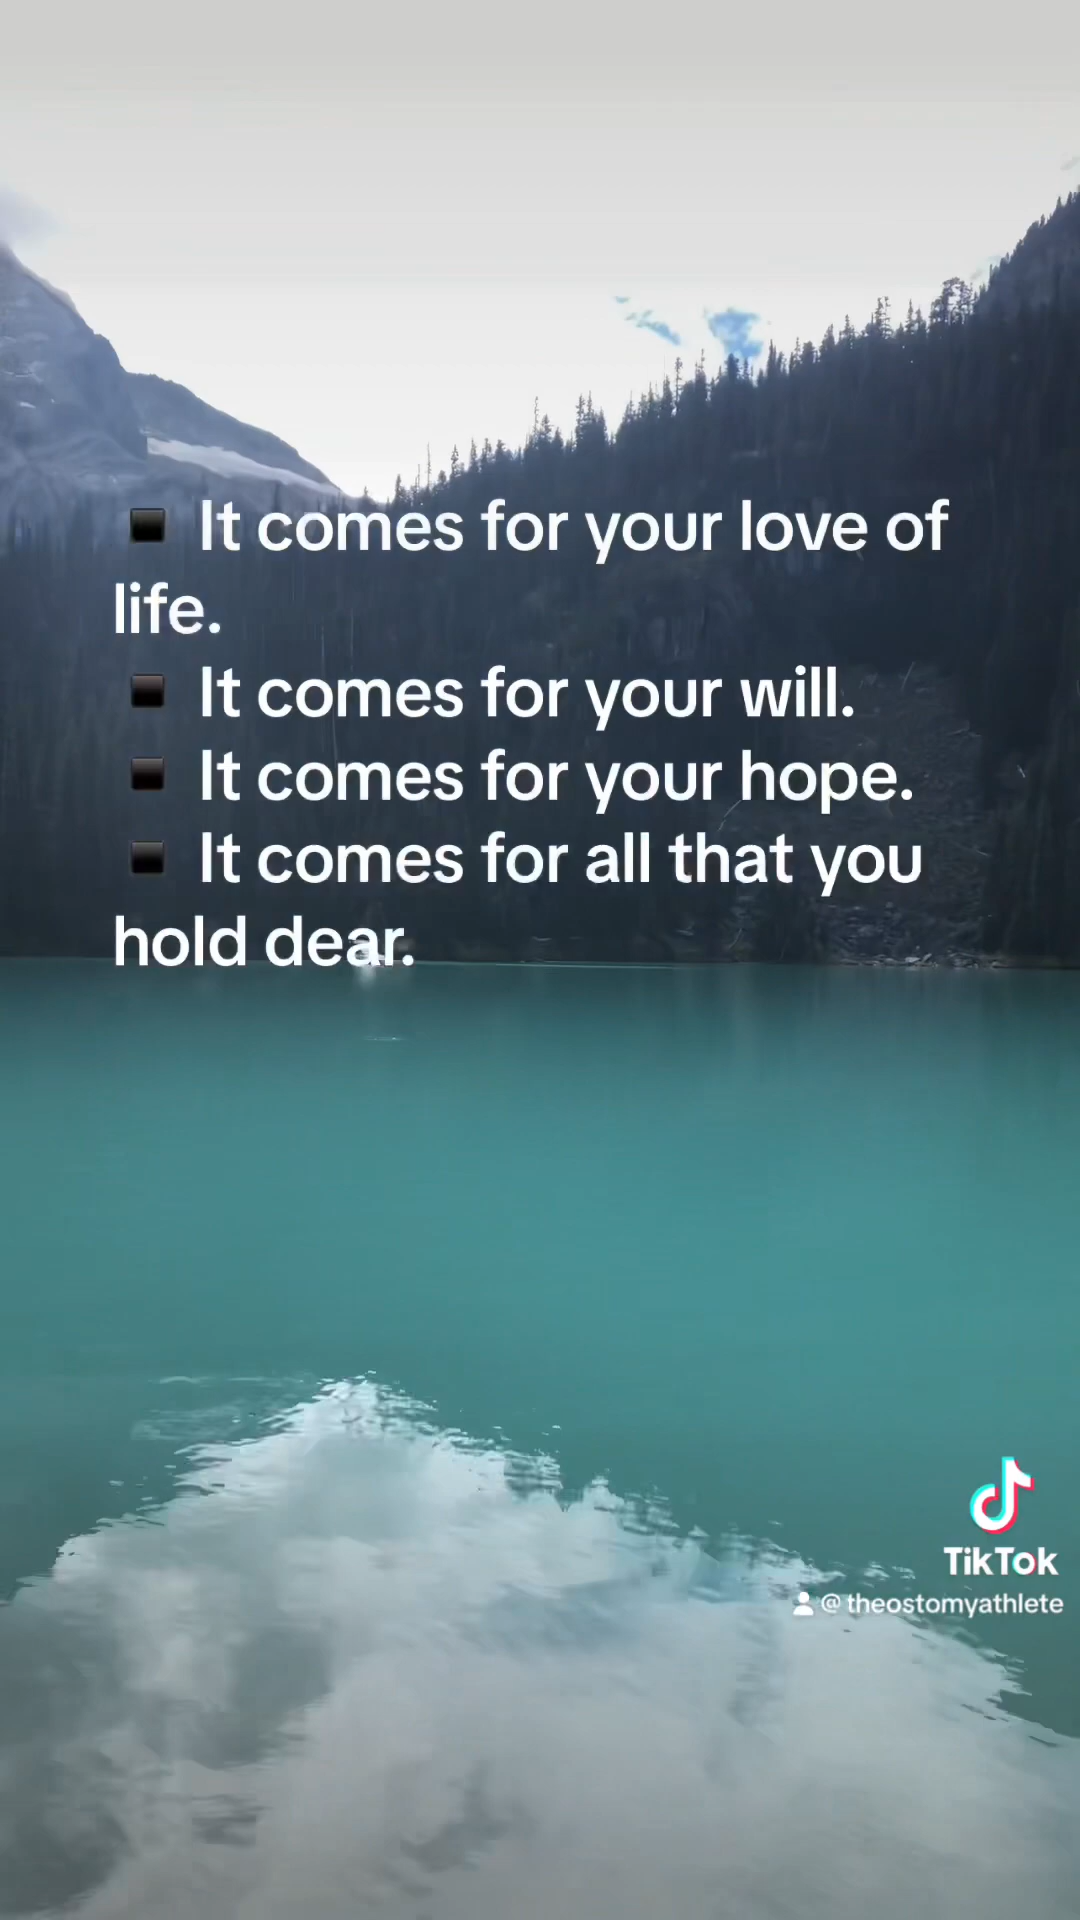 ▪️ It comes for your love of
life.
▪️ It comes for your will.
▪️ It comes for your hope.
▪️ It comes for all that you
hold dear.
TikTok
@theostomyathlete